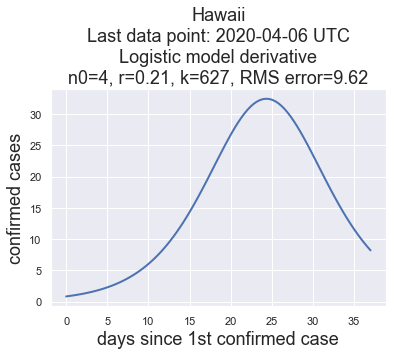 Hawaii
Last data point: 2020-04-06 UTC
Logistic model derivative
n0=4, r=0.21, k=627, RMS error=9.62
confirmed cases
30
25
20
15
10
5
0
0 5 10 15 20 25 30 35
days since 1st confirmed case